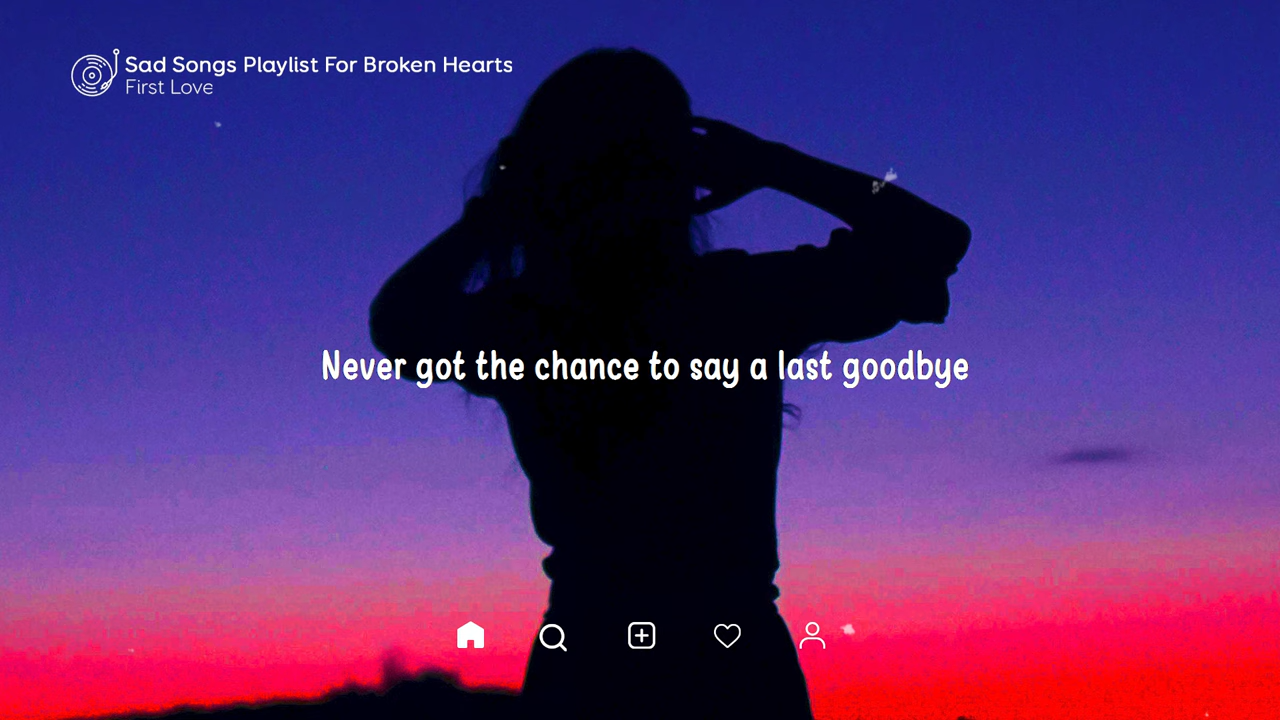 Sad Songs Playlist For Broken Hearts
First Love
Never got the chance to say a last goodbye